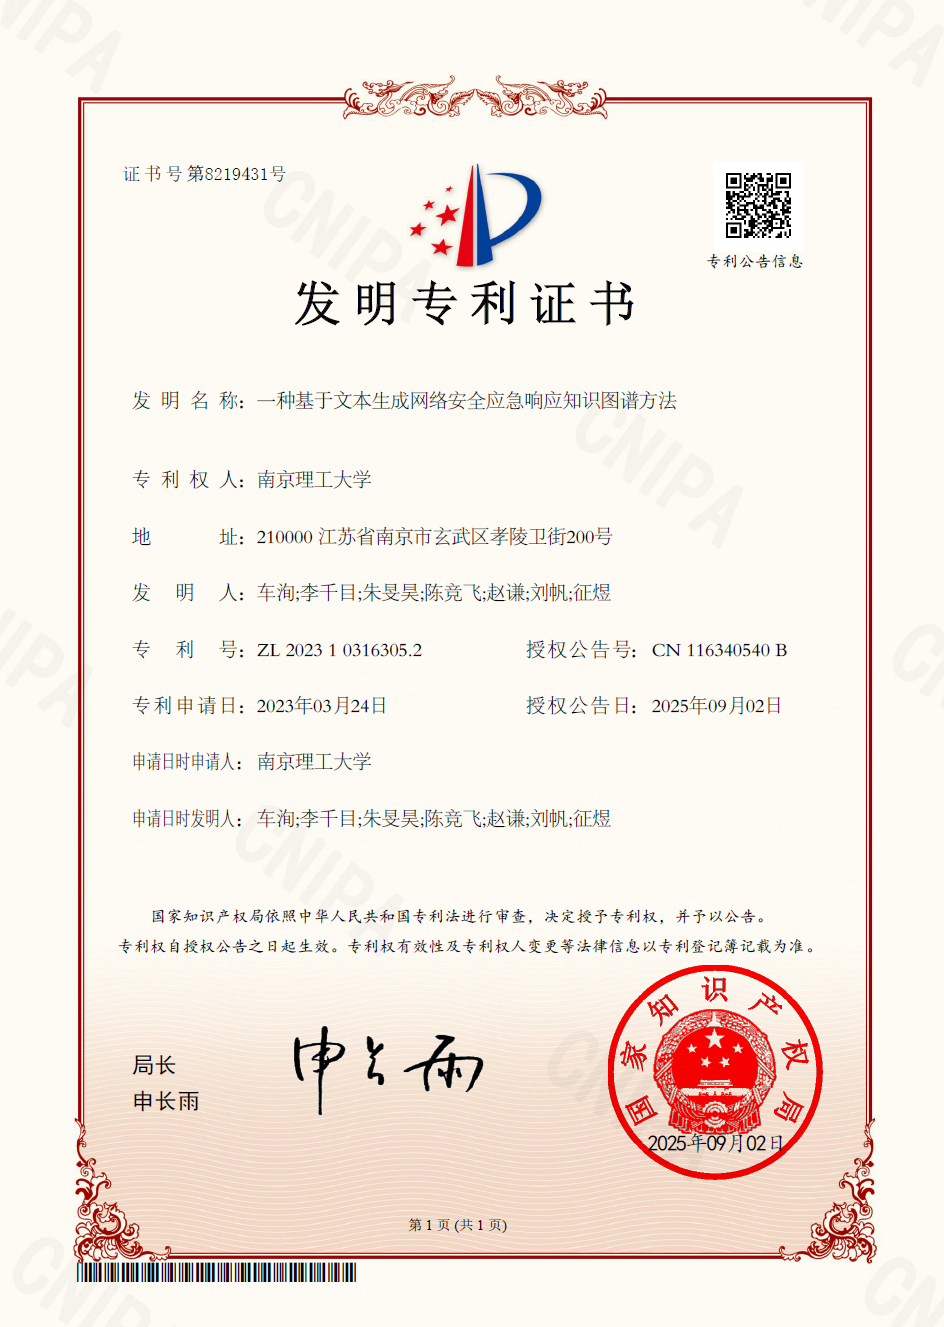 证书号第8219431号
专利公告信息
发明专利证书
发明名称：一种基于文本生成网络安全应急响应知识图谱方法
专利权人：南京理工大学
地址：210000 江苏省南京市玄武区孝陵卫街200号
发明人：车洵;李千目;朱旻昊;陈竞飞;赵谦;刘帆;征煜
专利号：ZL 2023 1 0316305.2 授权公告号：CN 116340540 B
专利申请日：2023年03月24日 授权公告日：2025年09月02日
申请日时申请人：南京理工大学
申请日时发明人：车洵;李千目;朱旻昊;陈竞飞;赵谦;刘帆;征煜
国家知识产权局依照中华人民共和国专利法进行审查，决定授予专利权，并予以公告。
专利权自授权公告之日起生效。专利权有效性及专利权人变更等法律信息以专利登记簿记载为准。
局长
申长雨
申长雨
国家知识产权局
2025年09月02日
第 1 页 (共 1 页)
CNIPA
CNIPA
CNIPA
CNIPA
CNIPA
CNIPA
CNIPA